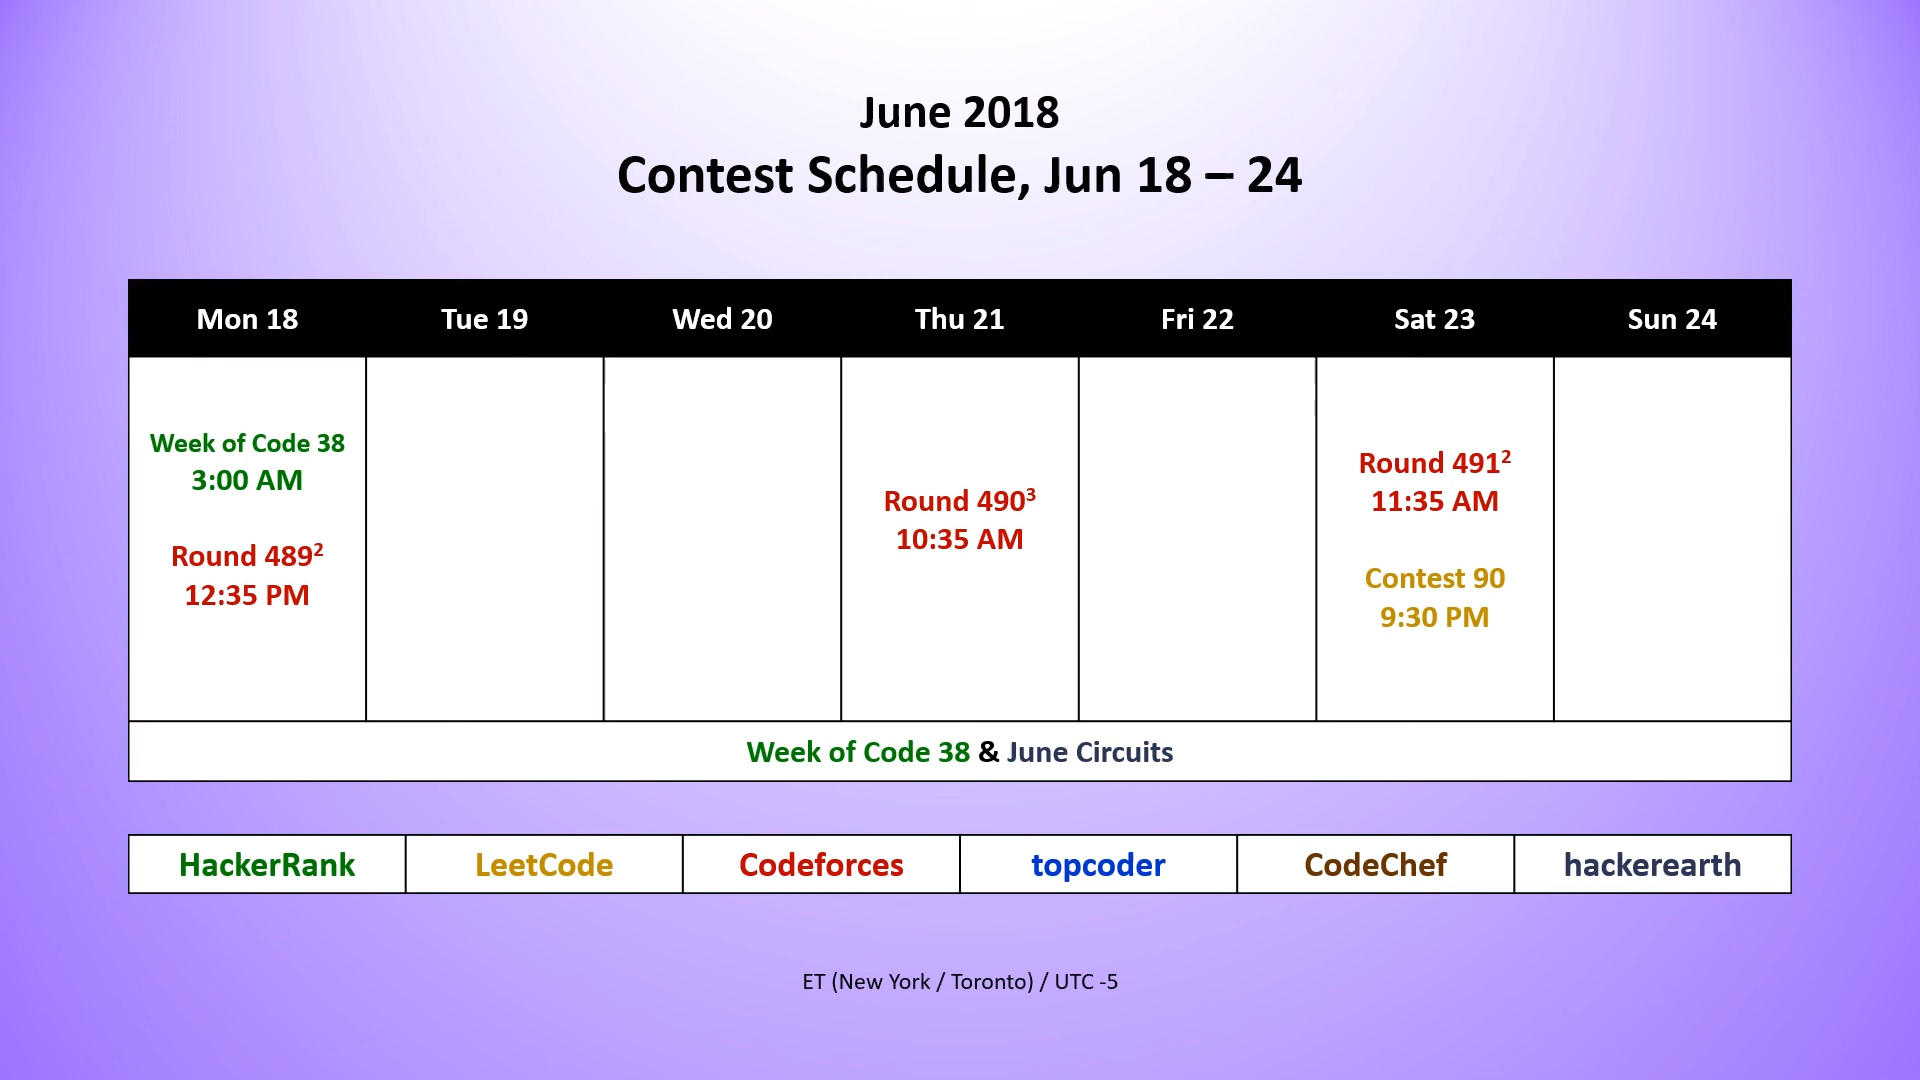 June 2018
Contest Schedule, Jun 18 – 24
Mon 18 Tue 19 Wed 20 Thu 21 Fri 22 Sat 23 Sun 24
Week of Code 38
3:00 AM
Round 489²
12:35 PM
Round 490³
10:35 AM
Round 491²
11:35 AM
Contest 90
9:30 PM
Week of Code 38 & June Circuits
HackerRank LeetCode Codeforces topcoder CodeChef hackerearth
ET (New York / Toronto) / UTC -5